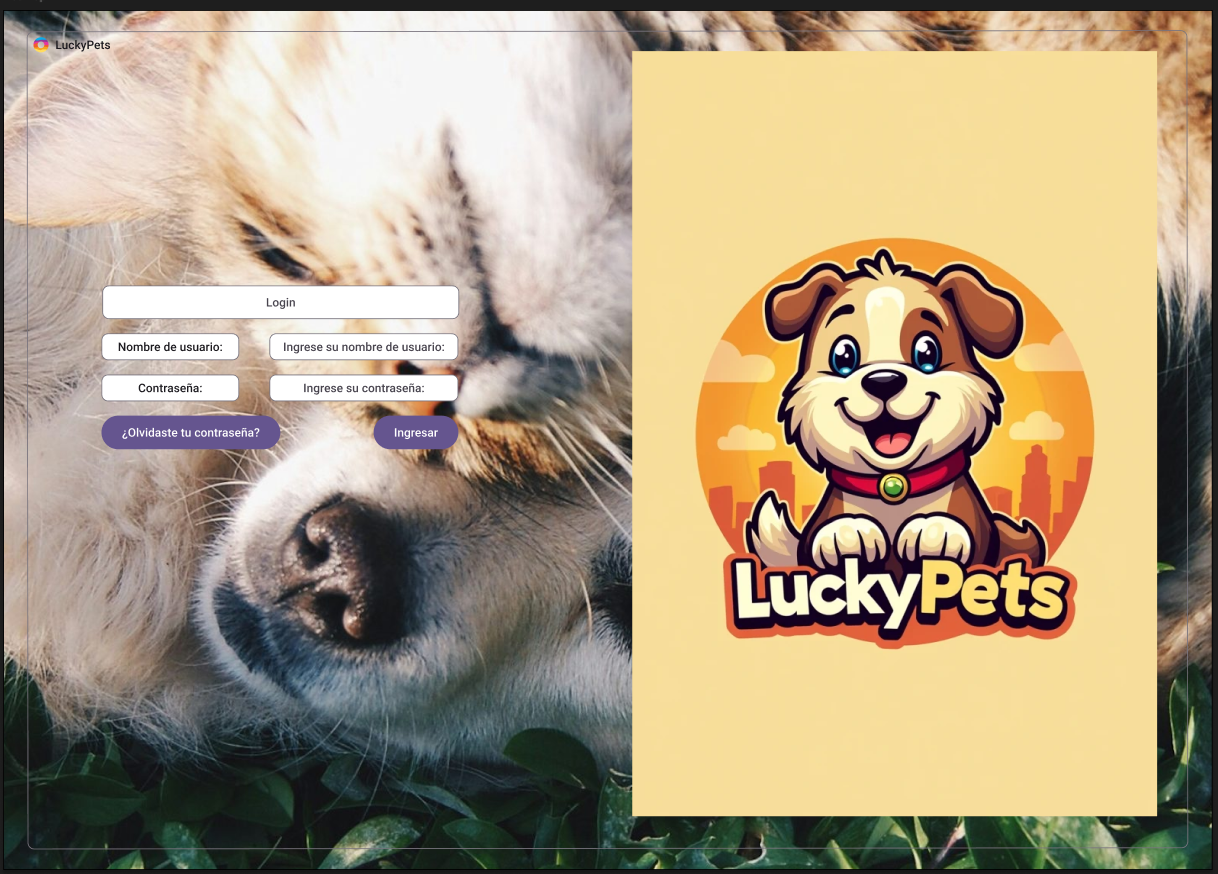 LuckyPets
Login
Nombre de usuario:
Ingrese su nombre de usuario:
Contraseña:
Ingrese su contraseña:
¿Olvidaste tu contraseña?
Ingresar
LuckyPets